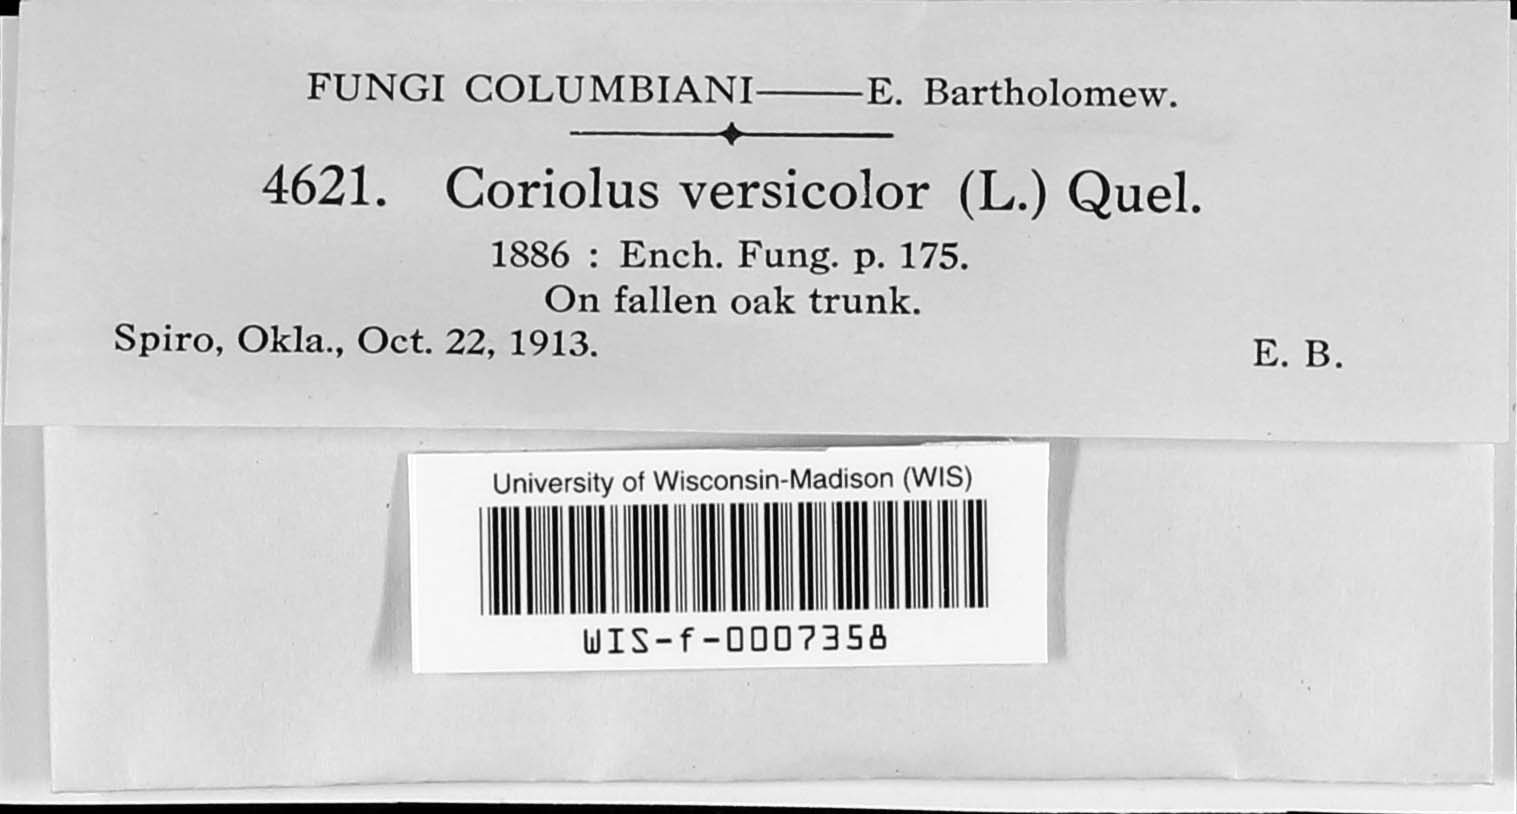 FUNGI COLUMBIANI——E. Bartholomew.
4621. Coriolus versicolor (L.) Quel.
1886 : Ench. Fung. p. 175.
On fallen oak trunk.
Spiro, Okla., Oct. 22, 1913. E. B.
University of Wisconsin-Madison (WIS)
WIS-f-0007358